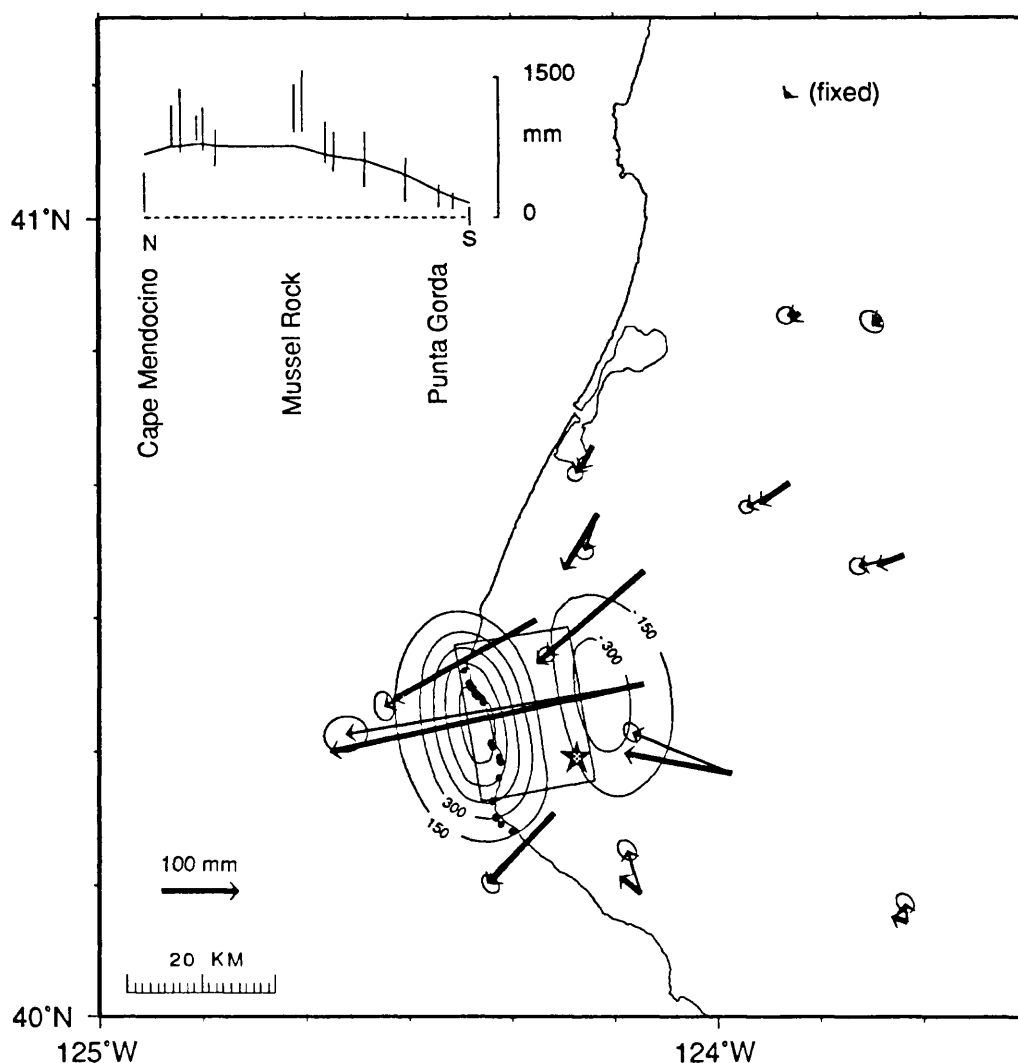 1500
mm
0
N
S
Cape Mendocino
Mussel Rock
Punta Gorda
(fixed)
41°N
-150
-300
300
150
100 mm
20 KM
40°N
125°W
124°W